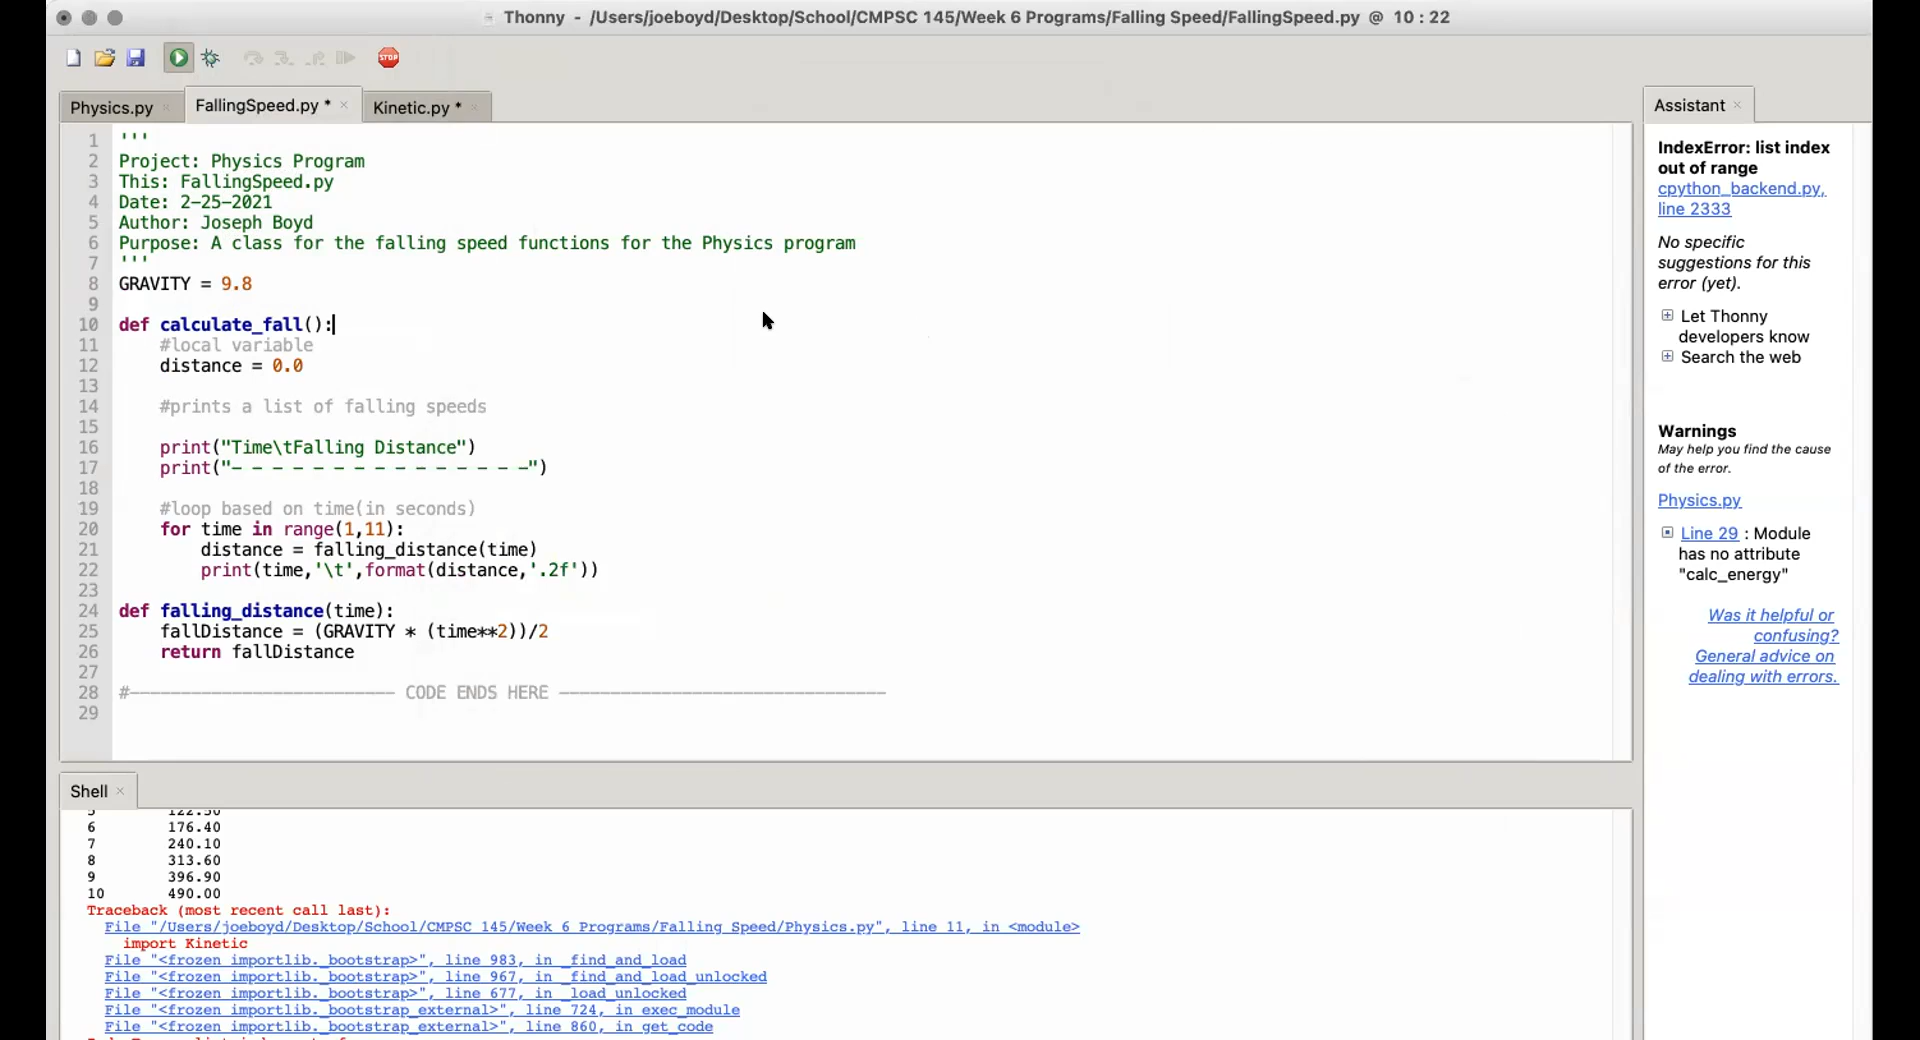 Thonny - /Users/joeboyd/Desktop/School/CMPSC 145/Week 6 Programs/Falling Speed/FallingSpeed.py @ 10 : 22
STOP
Physics.py
FallingSpeed.py *
Kinetic.py *
1 '''
2 Project: Physics Program
3 This: FallingSpeed.py
4 Date: 2-25-2021
5 Author: Joseph Boyd
6 Purpose: A class for the falling speed functions for the Physics program
7 '''
8 GRAVITY = 9.8
9
10 def calculate_fall():
11     #local variable
12     distance = 0.0
13
14     #prints a list of falling speeds
15
16     print("Time\tFalling Distance")
17     print("- - - - - - - - - - - - - - -")
18
19     #loop based on time(in seconds)
20     for time in range(1,11):
21         distance = falling_distance(time)
22         print(time,'\t',format(distance,'.2f'))
23
24 def falling_distance(time):
25     fallDistance = (GRAVITY * (time**2))/2
26     return fallDistance
27
28 #-------------------------- CODE ENDS HERE --------------------------------
29
Shell
5 122.50
6 176.40
7 240.10
8 313.60
9 396.90
10 490.00
Traceback (most recent call last):
File "/Users/joeboyd/Desktop/School/CMPSC 145/Week 6 Programs/Falling Speed/Physics.py", line 11, in <module>
import Kinetic
File "<frozen importlib._bootstrap>", line 983, in _find_and_load
File "<frozen importlib._bootstrap>", line 967, in _find_and_load_unlocked
File "<frozen importlib._bootstrap>", line 677, in _load_unlocked
File "<frozen importlib._bootstrap_external>", line 724, in exec_module
File "<frozen importlib._bootstrap_external>", line 860, in get_code
Assistant
IndexError: list index
out of range
cpython_backend.py,
line 2333
No specific
suggestions for this
error (yet).
Let Thonny
developers know
Search the web
Warnings
May help you find the cause
of the error.
Physics.py
Line 29 : Module
has no attribute
"calc_energy"
Was it helpful or
confusing?
General advice on
dealing with errors.